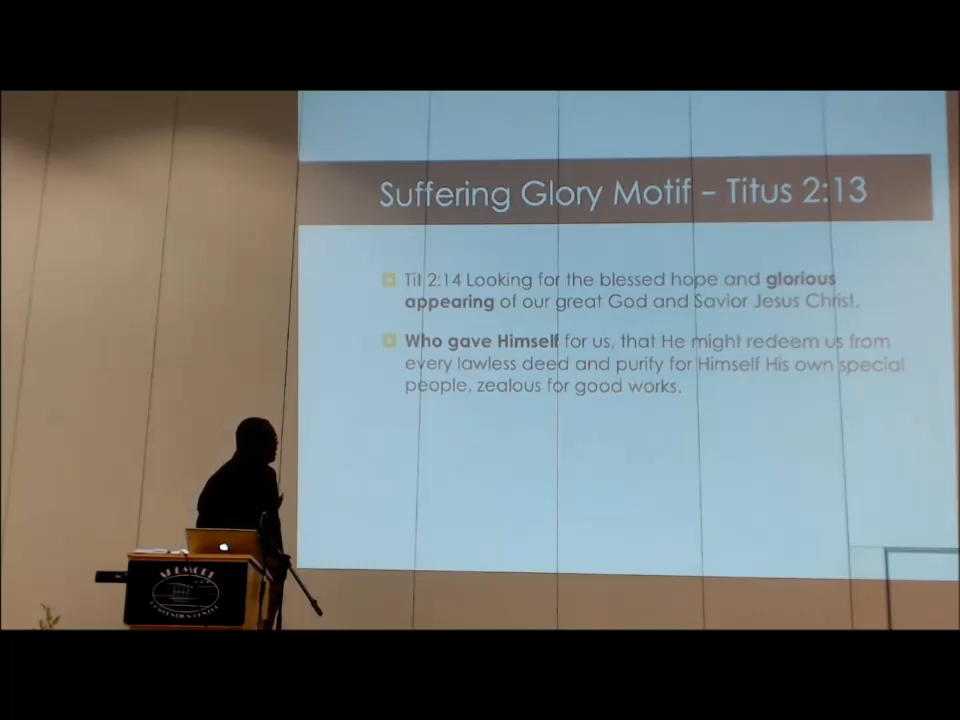 Suffering Glory Motif – Titus 2:13
Tit 2:14 Looking for the blessed hope and glorious
appearing of our great God and Savior Jesus Christ.
Who gave Himself for us, that He might redeem us from
every lawless deed and purify for Himself His own special
people, zealous for good works.